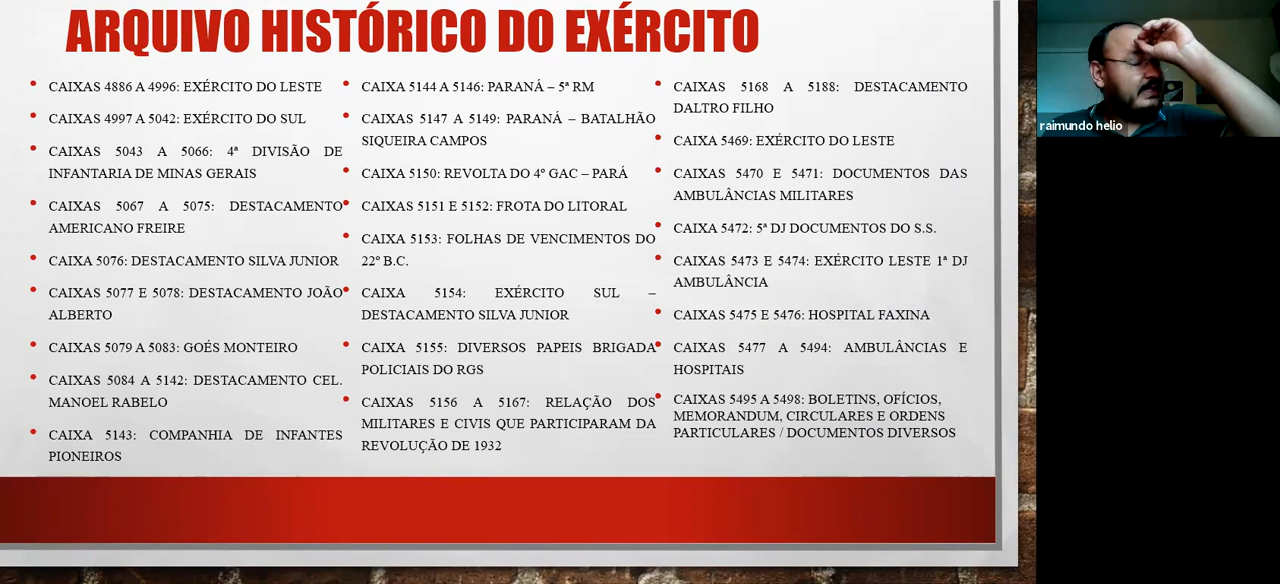 ARQUIVO HISTÓRICO DO EXÉRCITO
• CAIXAS 4886 A 4996: EXÉRCITO DO LESTE
• CAIXAS 4997 A 5042: EXÉRCITO DO SUL
• CAIXAS 5043 A 5066: 4ª DIVISÃO DE
INFANTARIA DE MINAS GERAIS
• CAIXAS 5067 A 5075: DESTACAMENTO
AMERICANO FREIRE
• CAIXA 5076: DESTACAMENTO SILVA JUNIOR
• CAIXAS 5077 E 5078: DESTACAMENTO JOÃO
ALBERTO
• CAIXAS 5079 A 5083: GOÉS MONTEIRO
• CAIXAS 5084 A 5142: DESTACAMENTO CEL.
MANOEL RABELO
• CAIXA 5143: COMPANHIA DE INFANTES
PIONEIROS
• CAIXA 5144 A 5146: PARANÁ – 5ª RM
• CAIXAS 5147 A 5149: PARANÁ – BATALHÃO
SIQUEIRA CAMPOS
• CAIXA 5150: REVOLTA DO 4º GAC – PARÁ
• CAIXAS 5151 E 5152: FROTA DO LITORAL
• CAIXA 5153: FOLHAS DE VENCIMENTOS DO
22º B.C.
• CAIXA 5154: EXÉRCITO SUL –
DESTACAMENTO SILVA JUNIOR
• CAIXA 5155: DIVERSOS PAPEIS BRIGADA
POLICIAIS DO RGS
• CAIXAS 5156 A 5167: RELAÇÃO DOS
MILITARES E CIVIS QUE PARTICIPARAM DA
REVOLUÇÃO DE 1932
• CAIXAS 5168 A 5188: DESTACAMENTO
DALTRO FILHO
• CAIXA 5469: EXÉRCITO DO LESTE
• CAIXAS 5470 E 5471: DOCUMENTOS DAS
AMBULÂNCIAS MILITARES
• CAIXA 5472: 5ª DJ DOCUMENTOS DO S.S.
• CAIXAS 5473 E 5474: EXÉRCITO LESTE 1ª DJ
AMBULÂNCIA
• CAIXAS 5475 E 5476: HOSPITAL FAXINA
• CAIXAS 5477 A 5494: AMBULÂNCIAS E
HOSPITAIS
• CAIXAS 5495 A 5498: BOLETINS, OFÍCIOS,
MEMORANDUM, CIRCULARES E ORDENS
PARTICULARES / DOCUMENTOS DIVERSOS
raimundo helio